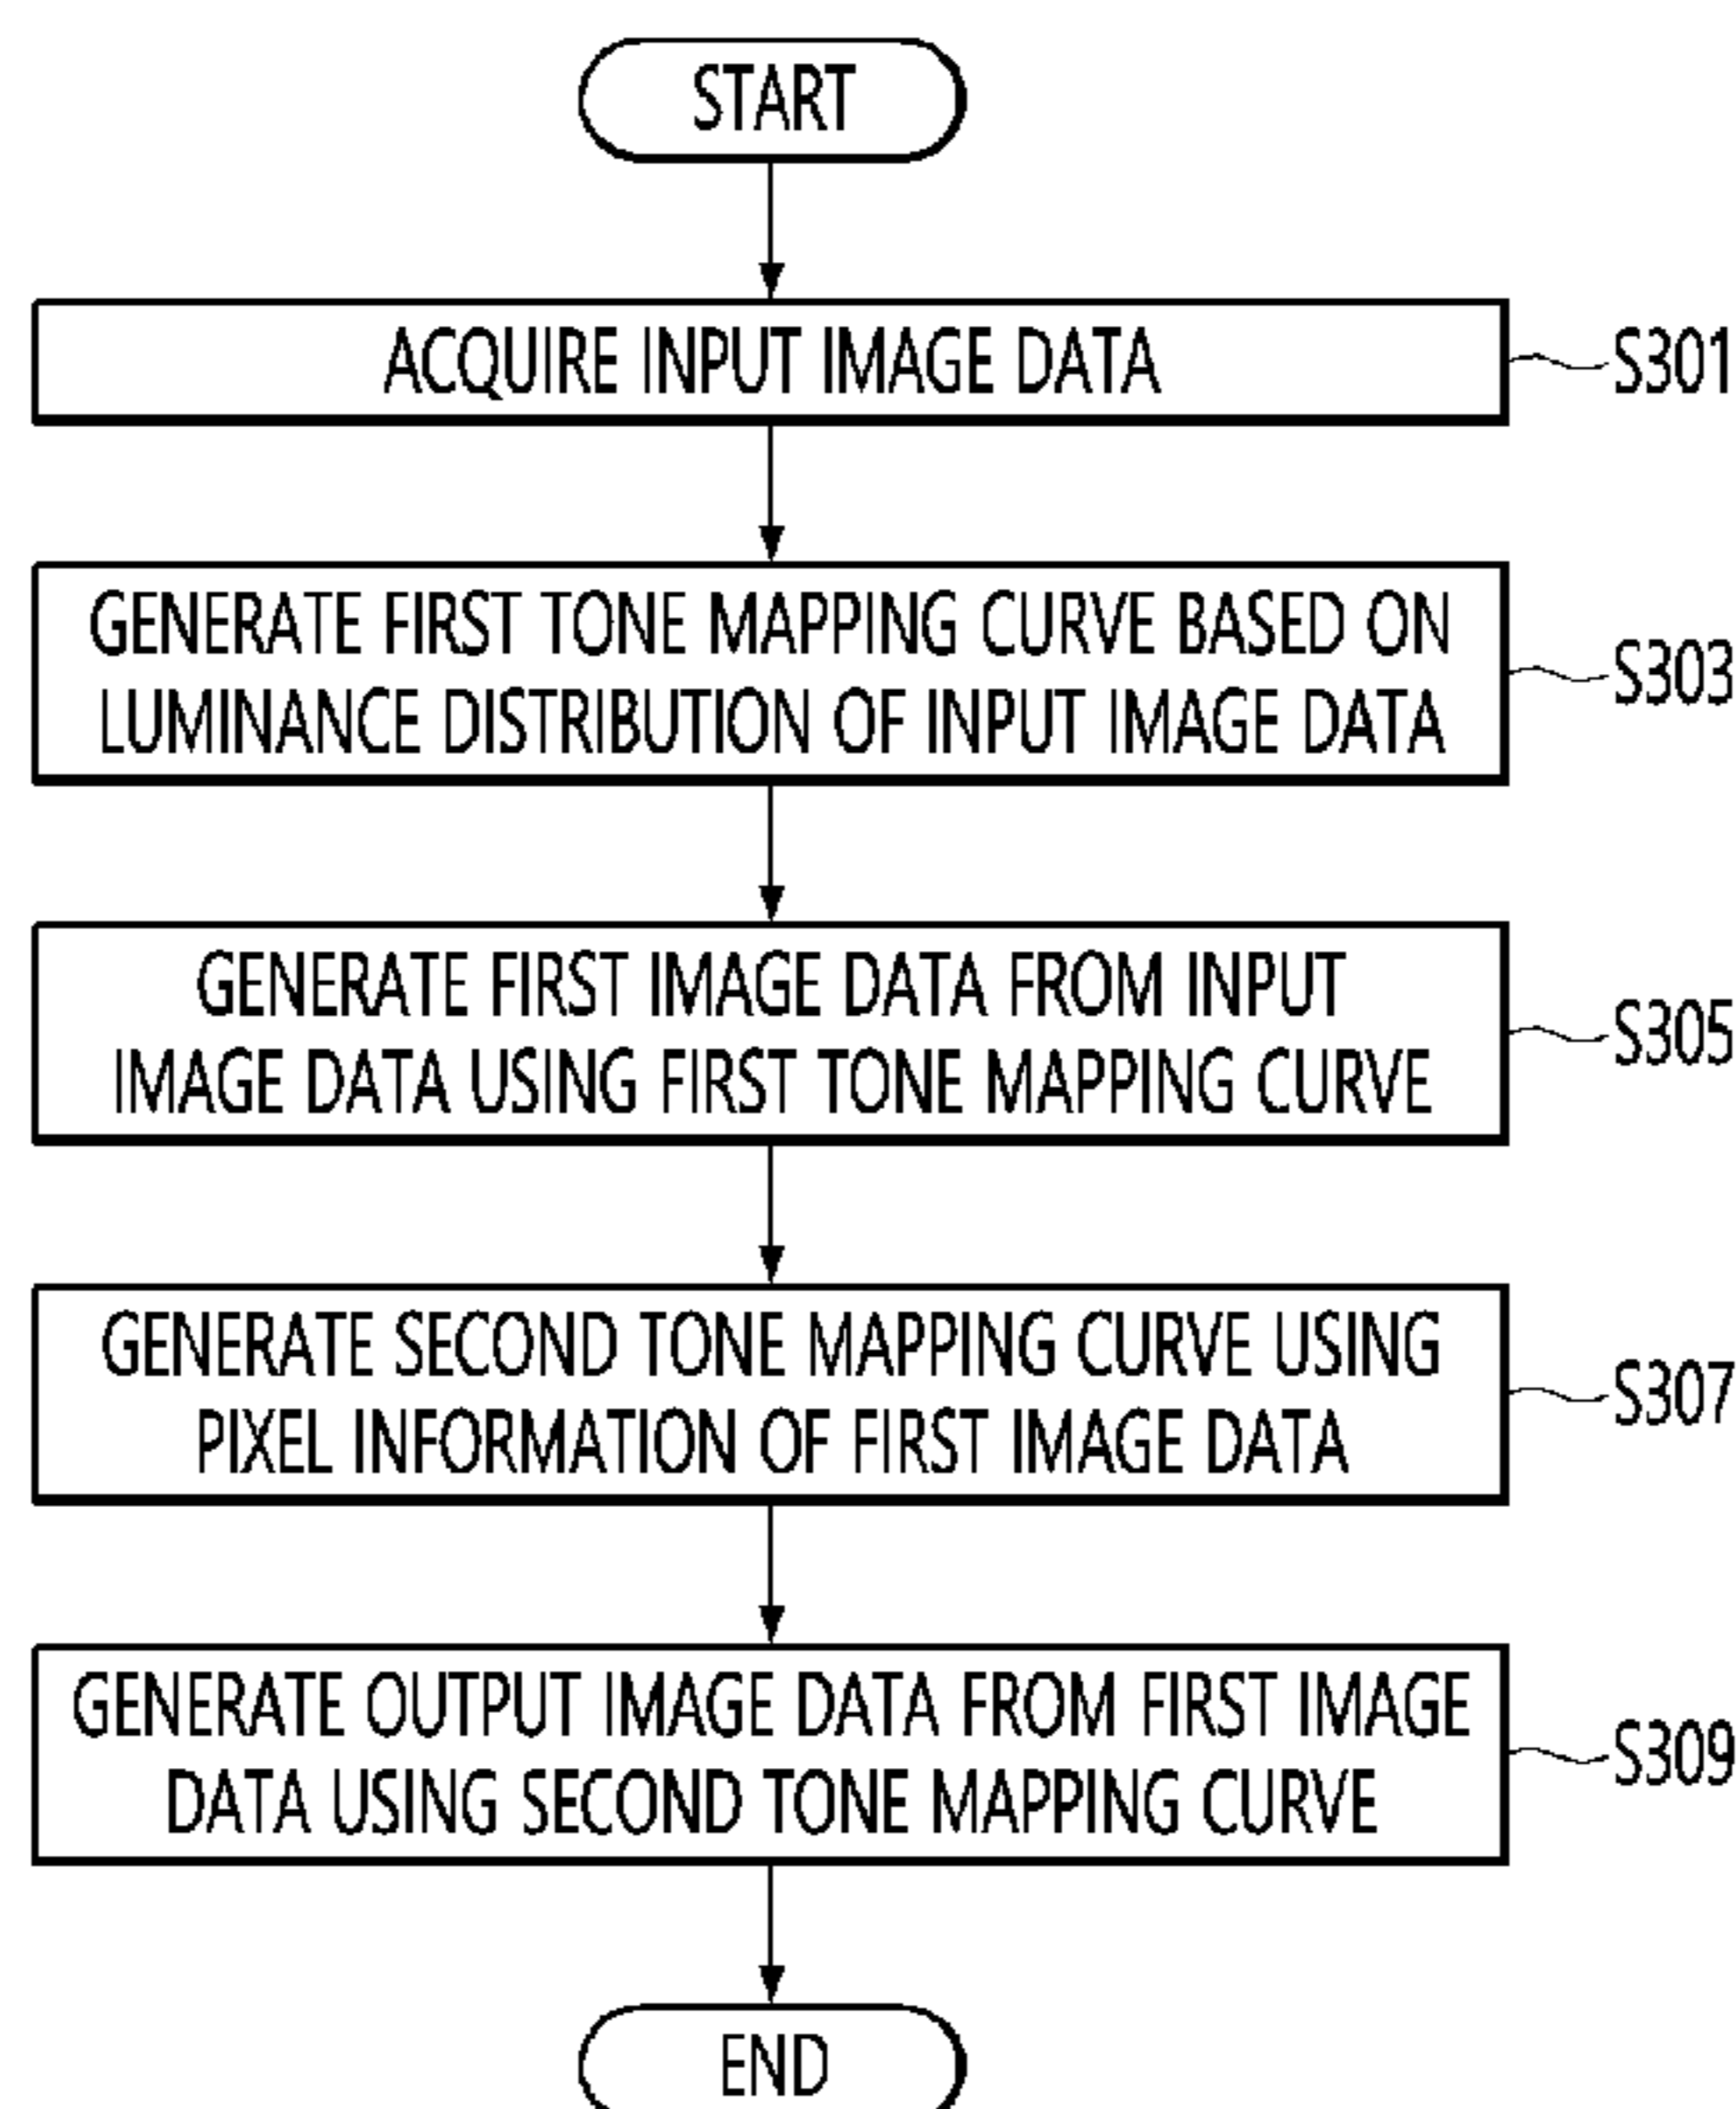 START
ACQUIRE INPUT IMAGE DATA
S301
GENERATE FIRST TONE MAPPING CURVE BASED ON
LUMINANCE DISTRIBUTION OF INPUT IMAGE DATA
S303
GENERATE FIRST IMAGE DATA FROM INPUT
IMAGE DATA USING FIRST TONE MAPPING CURVE
S305
GENERATE SECOND TONE MAPPING CURVE USING
PIXEL INFORMATION OF FIRST IMAGE DATA
S307
GENERATE OUTPUT IMAGE DATA FROM FIRST IMAGE
DATA USING SECOND TONE MAPPING CURVE
S309
END